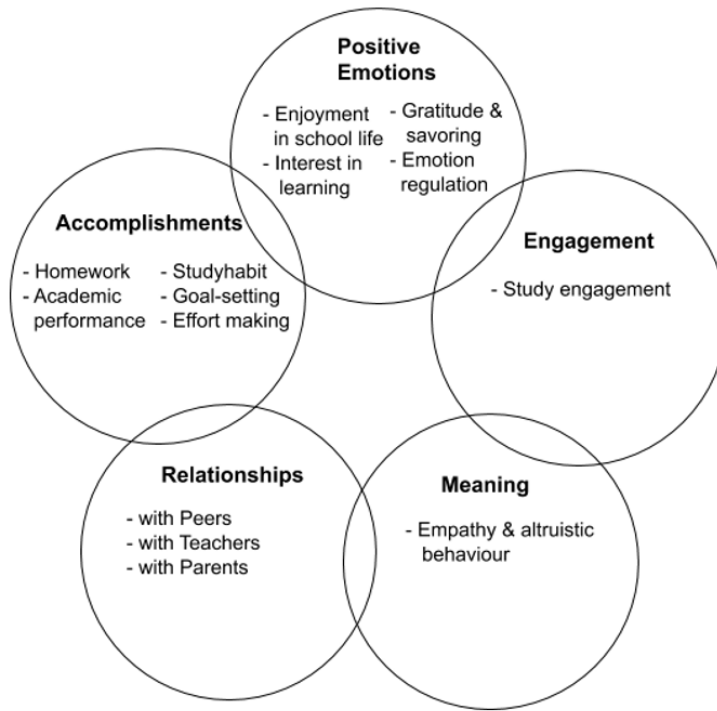 Positive
Emotions
- Enjoyment
in school life
- Interest in
learning
- Gratitude &
savoring
- Emotion
regulation
Accomplishments
- Homework
- Academic
performance
- Studyhabit
- Goal-setting
- Effort making
Engagement
- Study engagement
Relationships
- with Peers
- with Teachers
- with Parents
Meaning
- Empathy & altruistic
behaviour